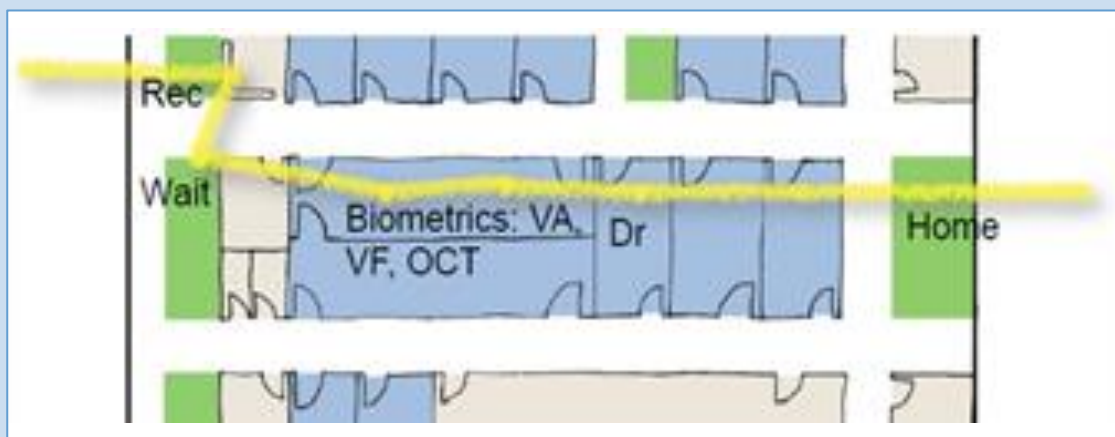 Rec
Wait
Biometrics: VA,
VF, OCT
Dr
Home